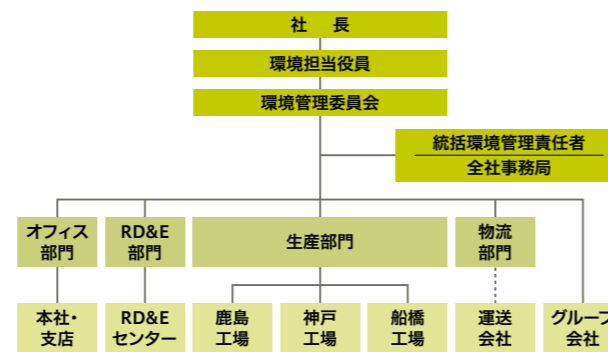 社 長
環境担当役員
環境管理委員会
統括環境管理責任者
全社事務局
オフィス
部門
RD&E
部門
生産部門
物流
部門
本社・
支店
RD&E
センター
鹿島
工場
神戸
工場
船橋
工場
運送
会社
グループ
会社